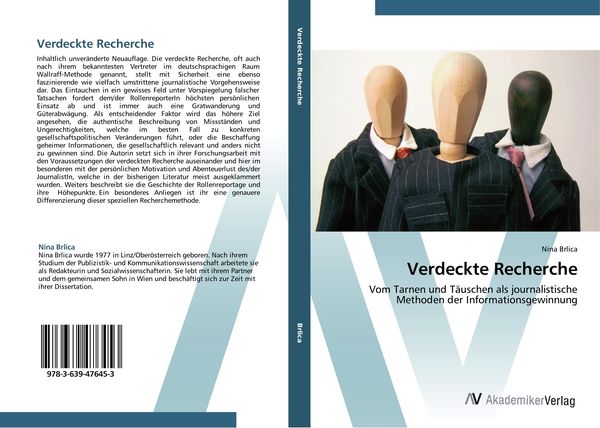 Verdeckte Recherche
Inhaltlich unveränderte Neuauflage. Die verdeckte Recherche, oft auch
nach ihrem bekanntesten Vertreter im deutschsprachigen Raum
Wallraff-Methode genannt, stellt mit Sicherheit eine ebenso
faszinierende wie vielfach umstrittene journalistische Vorgehensweise
dar. Das Eintauchen in ein gewisses Feld unter Vorspiegelung falscher
Tatsachen fordert dem/der RollenreporterIn höchsten persönlichen
Einsatz ab und ist immer auch eine Gratwanderung und
Güterabwägung. Als entscheidender Faktor wird das höhere Ziel
angesehen, die authentische Beschreibung von Missständen und
Ungerechtigkeiten, welche im besten Fall zu konkreten
gesellschaftspolitischen Veränderungen führt, oder die Beschaffung
geheimer Informationen, die gesellschaftlich relevant und anders nicht
zu gewinnen sind. Die Autorin setzt sich in ihrer Forschungsarbeit mit
den Voraussetzungen der verdeckten Recherche auseinander und hier im
besonderen mit der persönlichen Motivation und Abenteuerlust des/der
JournalistIn, welche in der bisherigen Literatur meist ausgeklammert
wurden. Weiters beschreibt sie die Geschichte der Rollenreportage und
ihre Höhepunkte. Ein besonderes Anliegen ist ihr eine genauere
Differenzierung dieser speziellen Recherchemethode.
Nina Brlica
Nina Brlica wurde 1977 in Linz/Oberösterreich geboren. Nach ihrem
Studium der Publizistik- und Kommunikationswissenschaft arbeitete sie
als Redakteurin und Sozialwissenschafterin. Sie lebt mit ihrem Partner
und dem gemeinsamen Sohn in Wien und beschäftigt sich zur Zeit mit
ihrer Dissertation.
978-3-639-47645-3
Verdeckte Recherche
Brlica
Nina Brlica
Verdeckte Recherche
Vom Tarnen und Täuschen als journalistische
Methoden der Informationsgewinnung
AV AkademikerVerlag